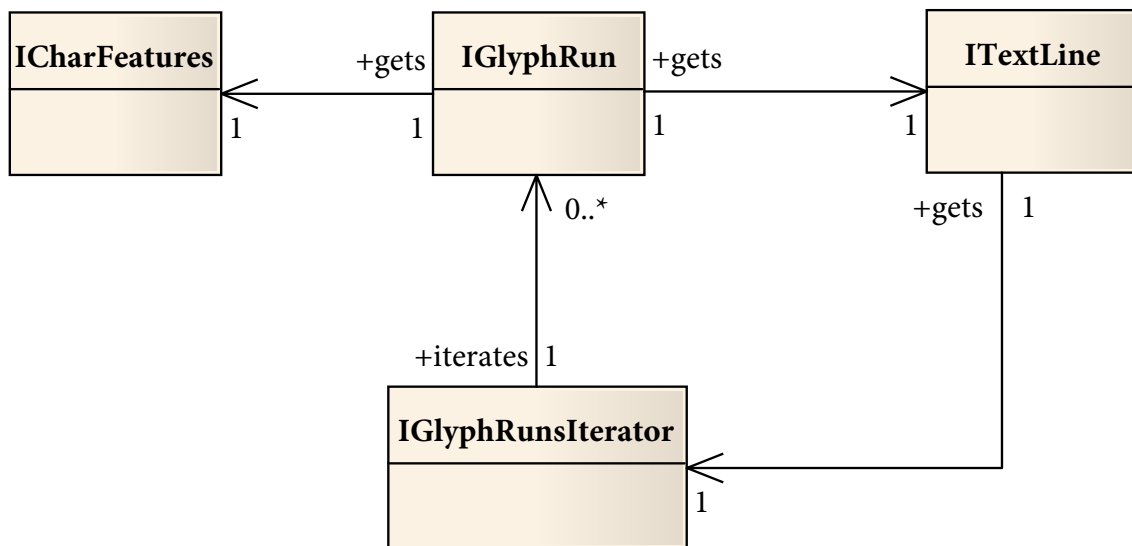 ICharFeatures
+gets
IGlyphRun
+gets
ITextLine
1
1
1
1
0..*
+gets
1
+iterates
1
IGlyphRunsIterator
1